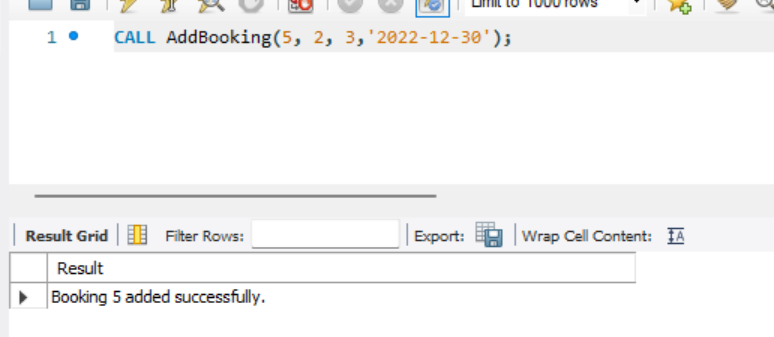 Limit to 1000 rows
1 CALL AddBooking(5, 2, 3,'2022-12-30');
Result Grid Filter Rows: Export: Wrap Cell Content: IA
Result
Booking 5 added successfully.